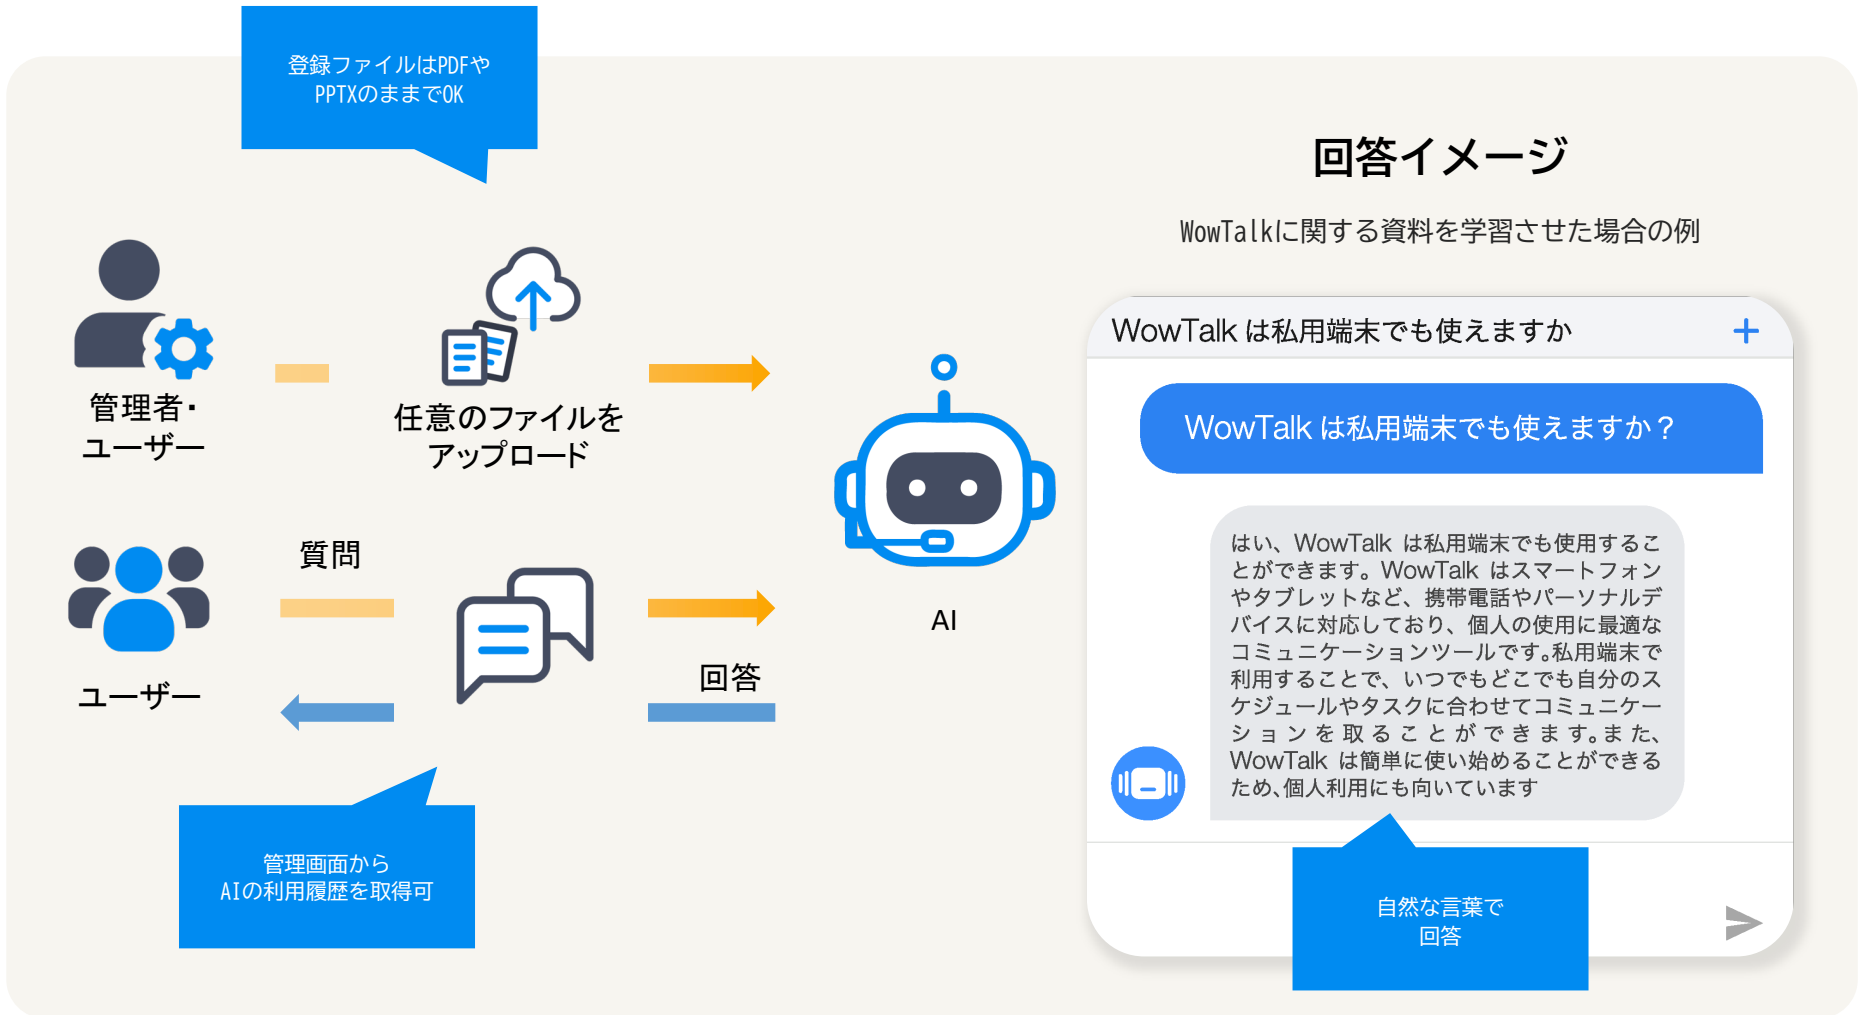 登録ファイルはPDFや
PPTXのままでOK
管理者・
ユーザー
任意のファイルを
アップロード
質問
ユーザー
回答
AI
管理画面から
AIの利用履歴を取得可
回答イメージ
WowTalkに関する資料を学習させた場合の例
WowTalk は私用端末でも使えますか
WowTalk は私用端末でも使えますか？
はい、WowTalk は私用端末でも使用するこ
とができます。WowTalk はスマートフォン
やタブレットなど、携帯電話やパーソナルデ
バイスに対応しており、個人の使用に最適な
コミュニケーションツールです。私用端末で
利用することで、いつでもどこでも自分のス
ケジュールやタスクに合わせてコミュニケー
ションを取ることができます。また、
WowTalk は簡単に使い始めることができる
ため、個人利用にも向いています
自然な言葉で
回答